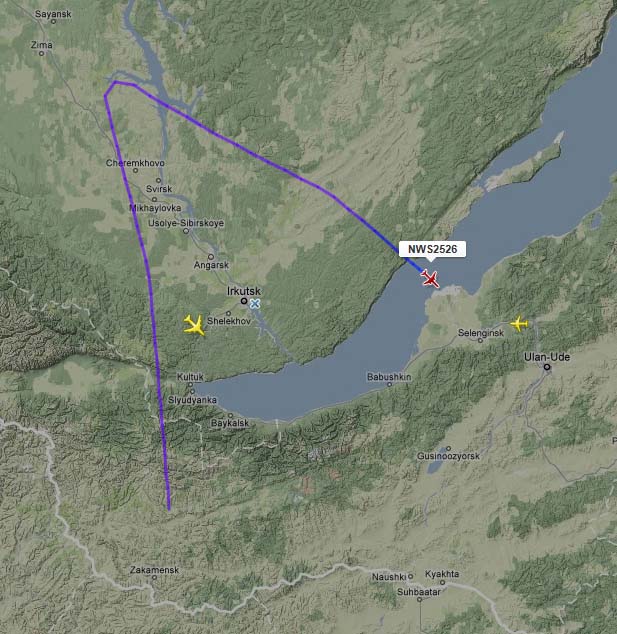 Sayansk
Zima
Cheremkhovo
Svirsk
Mikhaylovka
Usolye-Sibirskoye
Angarsk
NWS2526
Irkutsk
Shelekhov
Selenginsk
Ulan-Ude
Kultuk
Slyudyanka
Babushkin
Baykalsk
Gusinoozyorsk
Zakamensk
Naushki
Kyakhta
Suhbaatar